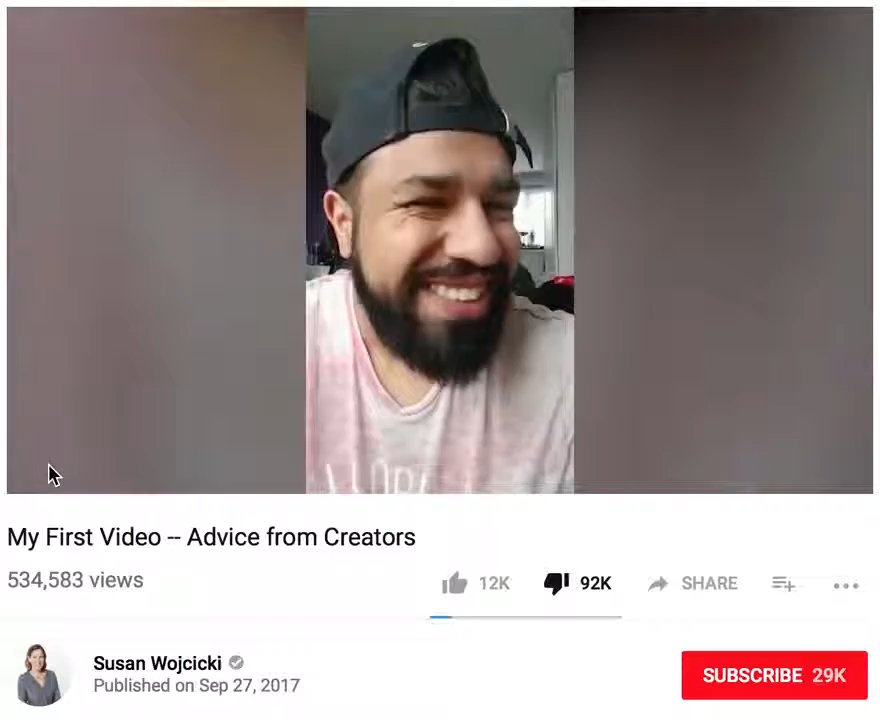 My First Video -- Advice from Creators
534,583 views
12K
92K
SHARE
Susan Wojcicki
Published on Sep 27, 2017
SUBSCRIBE 29K